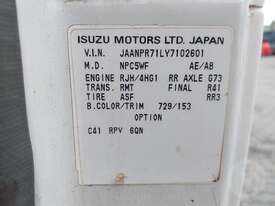 ISUZU MOTORS LTD. JAPAN
V.I.N. JAANPR71LY7102601
M.D. NPC5WF AE/AB
ENGINE RJH/4HG1 RR AXLE G73
TRANS. RMT FINAL R41
TIRE ASF RR3
B.COLOR/TRIM 729/153
OPTION
C41 RPV 6QN